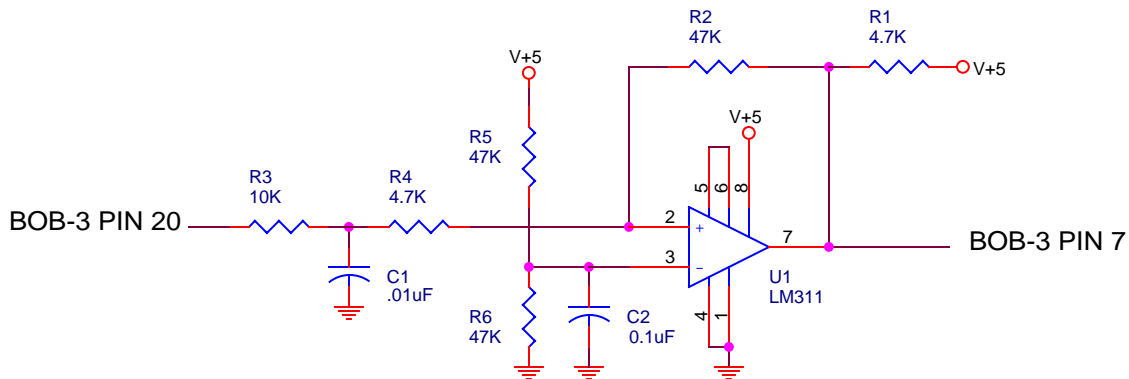 R2
47K
R1
4.7K
V+5
V+5
V+5
R5
47K
5
6
8
R3
10K
R4
4.7K
BOB-3 PIN 20
2
+
7
BOB-3 PIN 7
3
−
C1
.01uF
U1
LM311
R6
47K
C2
0.1uF
4
1